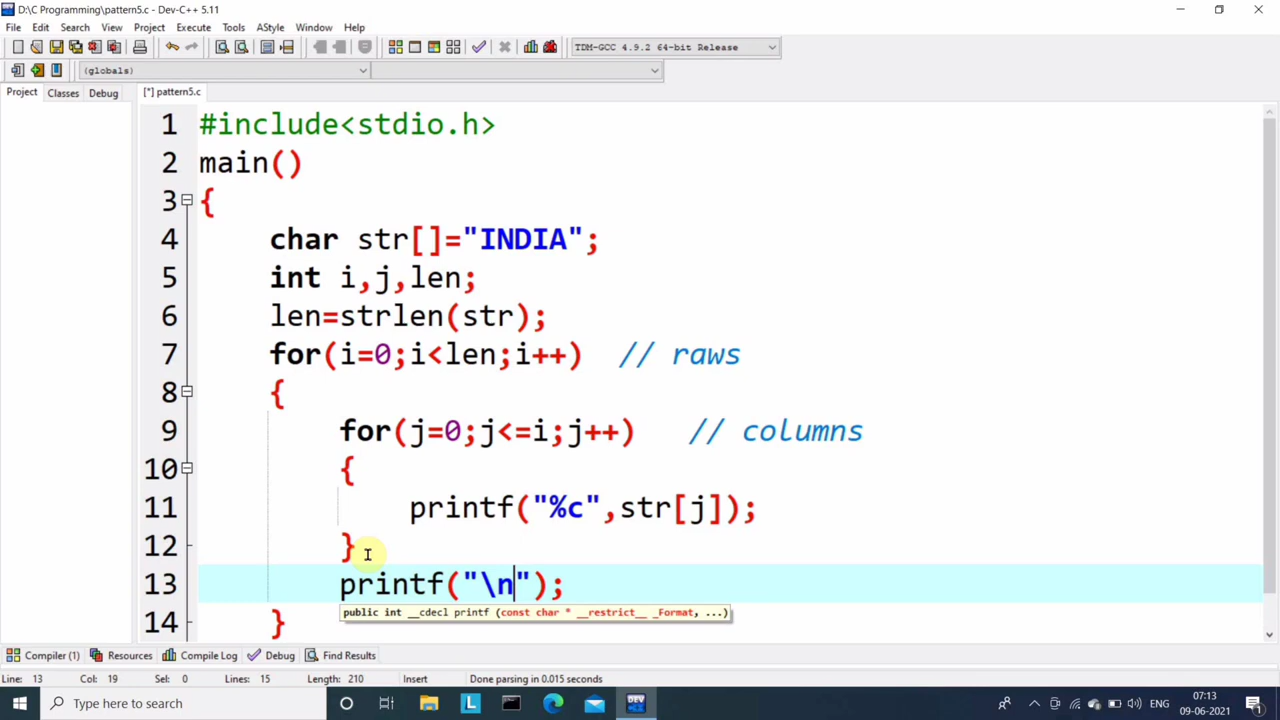 D:\C Programming\pattern5.c - Dev-C++ 5.11
File Edit Search View Project Execute Tools AStyle Window Help
TDM-GCC 4.9.2 64-bit Release
(globals)
Project Classes Debug [*] pattern5.c
1 #include<stdio.h>
2 main()
3 {
4 char str[]="INDIA";
5 int i,j,len;
6 len=strlen(str);
7 for(i=0;i<len;i++) // raws
8 {
9 for(j=0;j<=i;j++) // columns
10 {
11 printf("%c",str[j]);
12 }
13 printf("\n");
public int __cdecl printf (const char * __restrict__ _Format, ...)
14 }
Compiler (1) Resources Compile Log Debug Find Results
Line: 13 Col: 19 Sel: 0 Lines: 15 Length: 210 Insert Done parsing in 0.015 seconds
Type here to search L DEV ENG 07:13
09-06-2021 1